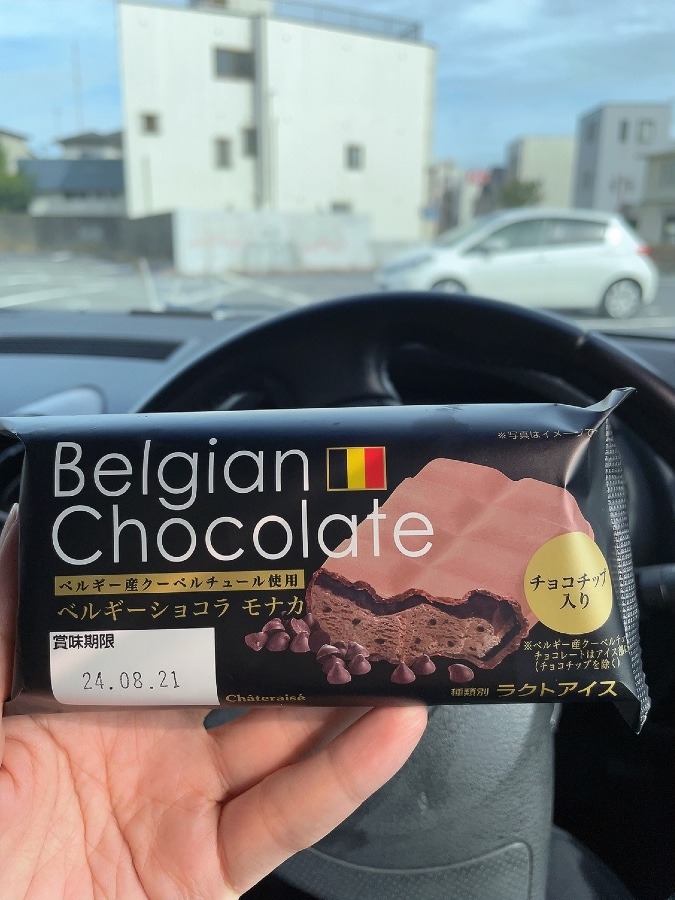 ※写真はイメージで
Belgian
Chocolate
ベルギー産クーベルチュール使用
ベルギーショコラ モナカ
チョコチップ
入り
※ベルギー産クーベルチュ
チョコレートはアイス部に
(チョコチップを除く)
賞味期限
24.08.21
Châteraisé
種類別 ラクトアイス